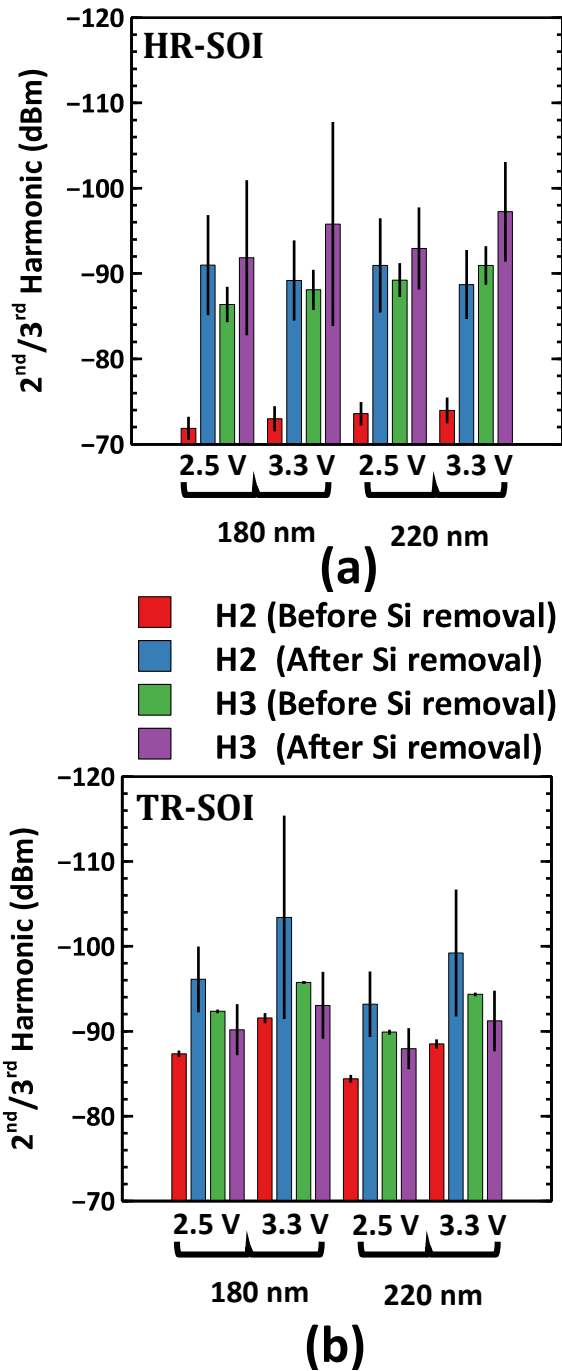 −120
HR-SOI
−110
−100
−90
−80
−70
2nd/3rd Harmonic (dBm)
2.5 V 3.3 V 2.5 V 3.3 V
180 nm 220 nm
(a)
H2 (Before Si removal)
H2 (After Si removal)
H3 (Before Si removal)
H3 (After Si removal)
−120
TR-SOI
−110
−100
−90
−80
−70
2nd/3rd Harmonic (dBm)
2.5 V 3.3 V 2.5 V 3.3 V
180 nm 220 nm
(b)